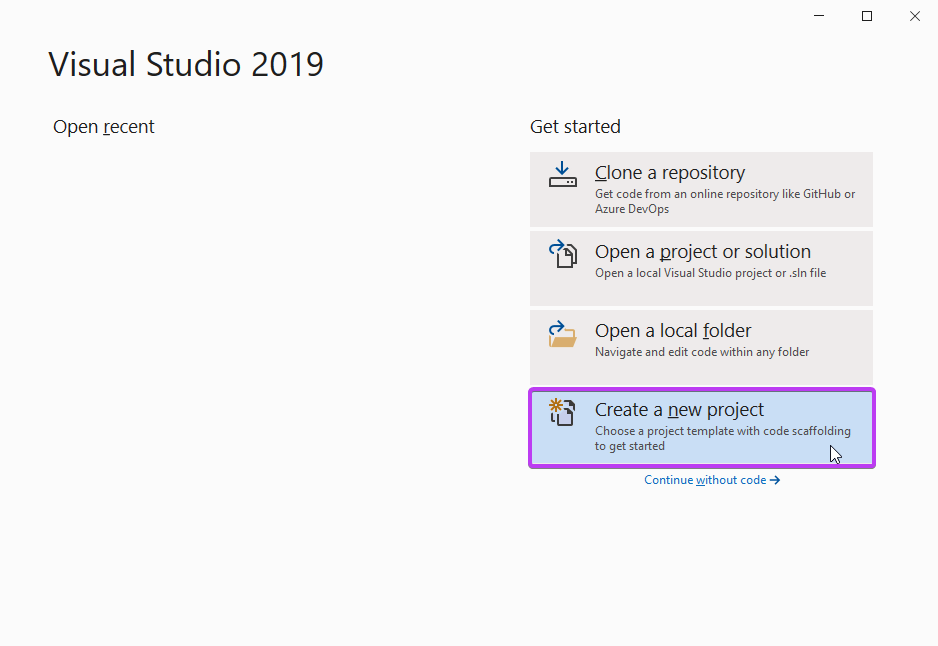 Visual Studio 2019
Open recent
Get started
Clone a repository
Get code from an online repository like GitHub or
Azure DevOps
Open a project or solution
Open a local Visual Studio project or .sln file
Open a local folder
Navigate and edit code within any folder
Create a new project
Choose a project template with code scaffolding
to get started
Continue without code →